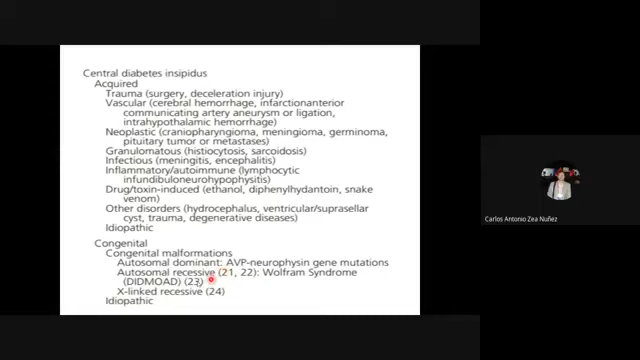 Central diabetes insipidus
Acquired
Trauma (surgery, deceleration injury)
Vascular (cerebral hemorrhage, infarctionanterior
communicating artery aneurysm or ligation,
intrahypothalamic hemorrhage)
Neoplastic (craniopharyngioma, meningioma, germinoma,
pituitary tumor or metastases)
Granulomatous (histiocytosis, sarcoidosis)
Infectious (meningitis, encephalitis)
Inflammatory/autoimmune (lymphocytic
infundibuloneurohypophysitis)
Drug/toxin-induced (ethanol, diphenylhydantoin, snake
venom)
Other disorders (hydrocephalus, ventricular/suprasellar
cyst, trauma, degenerative diseases)
Idiopathic
Congenital
Congenital malformations
Autosomal dominant: AVP-neurophysin gene mutations
Autosomal recessive (21, 22): Wolfram Syndrome
(DIDMOAD) (23)
X-linked recessive (24)
Idiopathic
Carlos Antonio Zea Nuñez